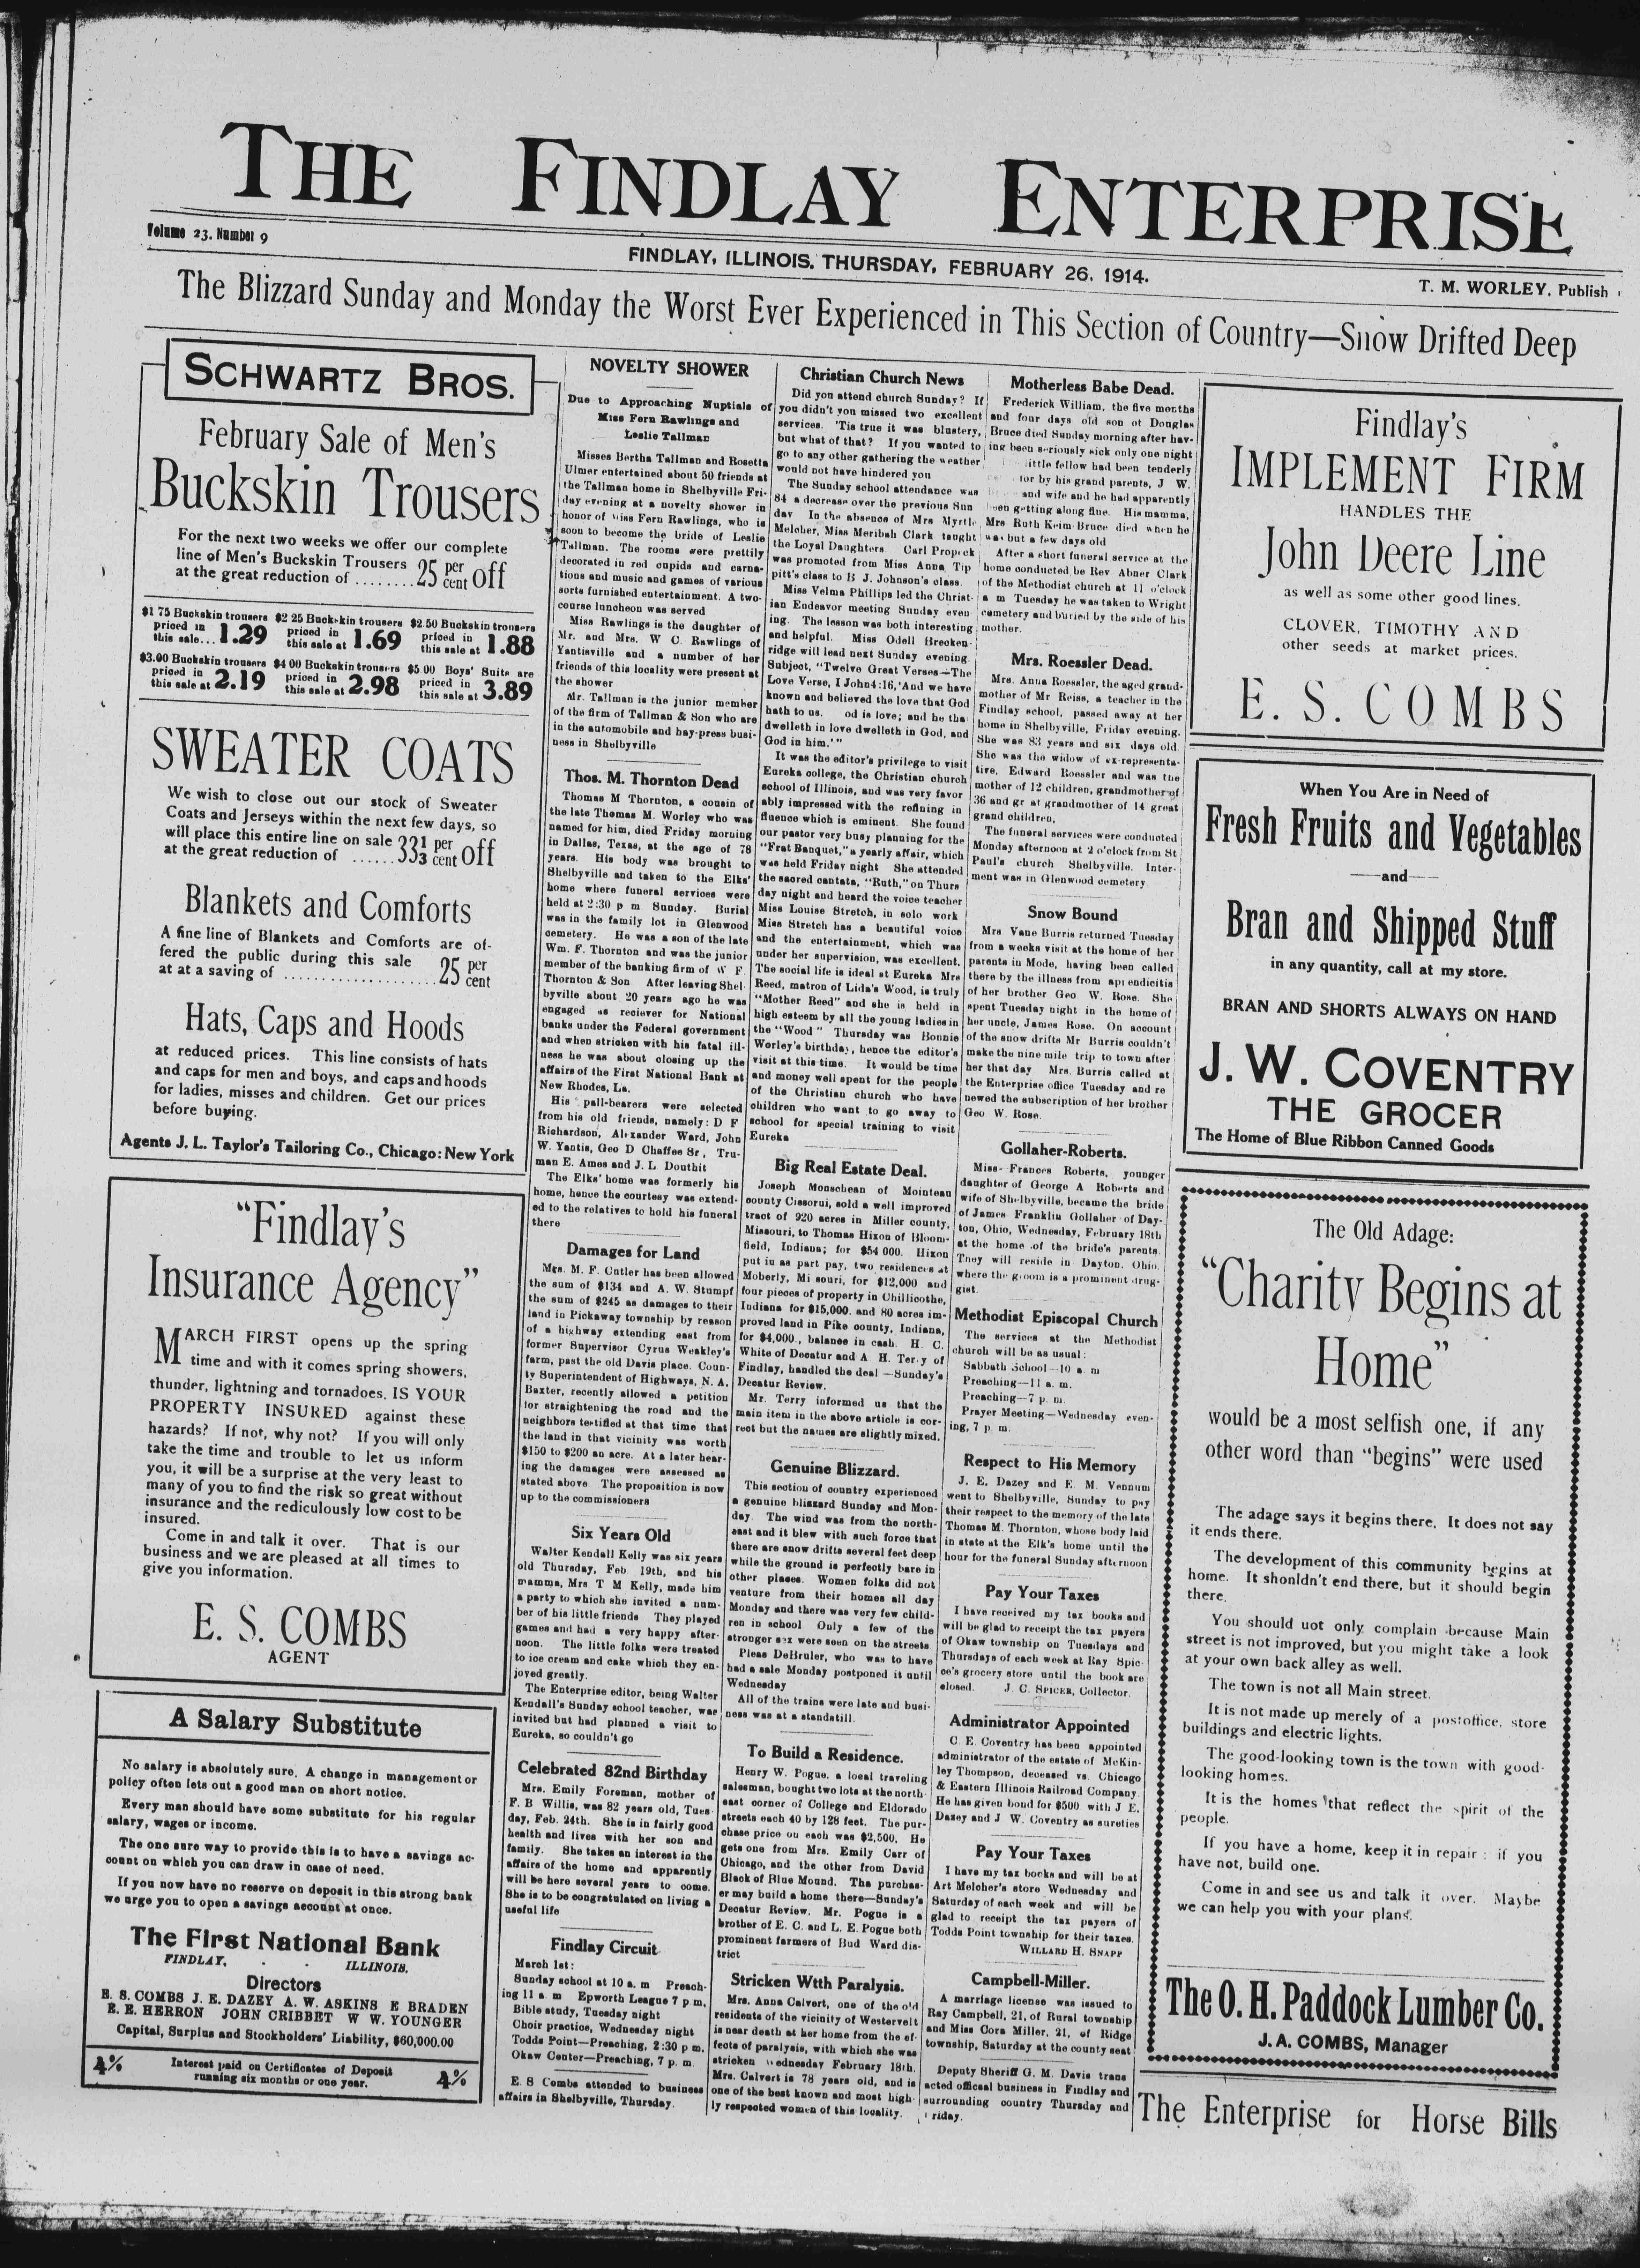 THE FINDLAY ENTERPRISE
Volume 23. Number 9
FINDLAY, ILLINOIS. THURSDAY, FEBRUARY 26, 1914.
T. M. WORLEY, Publish
The Blizzard Sunday and Monday the Worst Ever Experienced in This Section of Country—Snow Drifted Deep
SCHWARTZ BROS.
February Sale of Men's
Buckskin Trousers
For the next two weeks we offer our complete
line of Men's Buckskin Trousers 25 per
at the great reduction of ........ cent off
$1 75 Buckskin trousers $2 25 Buckskin trousers $2.50 Buckskin trousers
priced in this sale... 1.29 priced in this sale at 1.69 priced in this sale at 1.88
$3.00 Buckskin trousers $4 00 Buckskin trousers $5 00 Boys' Suits are
priced in this sale at 2.19 priced in this sale at 2.98 priced in this sale at 3.89
SWEATER COATS
We wish to close out our stock of Sweater
Coats and Jerseys within the next few days, so
will place this entire line on sale 33⅓ per
at the great reduction of ...... cent off
Blankets and Comforts
A fine line of Blankets and Comforts are of-
fered the public during this sale 25 per
at at a saving of .................... cent
Hats, Caps and Hoods
at reduced prices. This line consists of hats
and caps for men and boys, and caps and hoods
for ladies, misses and children. Get our prices
before buying.
Agents J. L. Taylor's Tailoring Co., Chicago: New York
"Findlay's
Insurance Agency"
MARCH FIRST opens up the spring
time and with it comes spring showers,
thunder, lightning and tornadoes. IS YOUR
PROPERTY INSURED against these
hazards? If not, why not? If you will only
take the time and trouble to let us inform
you, it will be a surprise at the very least to
many of you to find the risk so great without
insurance and the rediculously low cost to be
insured.
Come in and talk it over. That is our
business and we are pleased at all times to
give you information.
E. S. COMBS
AGENT
A Salary Substitute
No salary is absolutely sure. A change in management or
policy often lets out a good man on short notice.
Every man should have some substitute for his regular
salary, wages or income.
The one sure way to provide this is to have a savings ac-
count on which you can draw in case of need.
If you now have no reserve on deposit in this strong bank
we urge you to open a savings account at once.
The First National Bank
FINDLAY, . . ILLINOIS.
Directors
E. S. COMBS J. E. DAZEY A. W. ASKINS E BRADEN
E. E. HERRON JOHN CRIBBET W W. YOUNGER
Capital, Surplus and Stockholders' Liability, $60,000.00
4% Interest paid on Certificates of Deposit
running six months or one year. 4%
NOVELTY SHOWER
Due to Approaching Nuptials of
Miss Fern Rawlings and
Leslie Tallman
Misses Bertha Tallman and Rosetta
Ulmer entertained about 50 friends at
the Tallman home in Shelbyville Fri-
day evening at a novelty shower in
honor of Miss Fern Rawlings, who is
soon to become the bride of Leslie
Tallman. The rooms were prettily
decorated in red cupids and carna-
tions and music and games of various
sorts furnished entertainment. A two-
course luncheon was served
Miss Rawlings is the daughter of
Mr. and Mrs. W C. Rawlings of
Yantisville and a number of her
friends of this locality were present at
the shower
Mr. Tallman is the junior member
of the firm of Tallman & Son who are
in the automobile and hay-press busi-
ness in Shelbyville
Thos. M. Thornton Dead
Thomas M Thornton, a cousin of
the late Thomas M. Worley who was
named for him, died Friday morning
in Dallas, Texas, at the age of 78
years. His body was brought to
Shelbyville and taken to the Elks'
home where funeral services were
held at 2:30 p m Sunday. Burial
was in the family lot in Glenwood
cemetery. He was a son of the late
Wm. F. Thornton and was the junior
member of the banking firm of W F.
Thornton & Son After leaving Shel-
byville about 20 years ago he was
engaged as reciever for National
banks under the Federal government
and when stricken with his fatal ill-
ness he was about closing up the
affairs of the First National Bank at
New Rhodes, La.
His pall-bearers were selected
from his old friends, namely: D F
Richardson, Alexander Ward, John
W. Yantis, Geo D Chaffee Sr, Tru-
man E. Ames and J. L Douthit
The Elks' home was formerly his
home, hence the courtesy was extend-
ed to the relatives to hold his funeral
there
Damages for Land
Mrs. M. F. Cutler has been allowed
the sum of $134 and A. W. Stumpf
the sum of $245 as damages to their
land in Pickaway township by reason
of a highway extending east from
former Supervisor Cyrus Weakley's
farm, past the old Davis place. Coun-
ty Superintendent of Highways, N. A.
Baxter, recently allowed a petition
for straightening the road and the
neighbors testified at that time that
the land in that vicinity was worth
$150 to $200 an acre. At a later hear-
ing the damages were assessed as
stated above. The proposition is now
up to the commissioners
Six Years Old
Walter Kendall Kelly was six years
old Thursday, Feb 19th, and his
mamma, Mrs T M Kelly, made him
a party to which she invited a num-
ber of his little friends They played
games and had a very happy after-
noon. The little folks were treated
to ice cream and cake which they en-
joyed greatly.
The Enterprise editor, being Walter
Kendall's Sunday school teacher, was
invited but had planned a visit to
Eureka, so couldn't go
Celebrated 82nd Birthday
Mrs. Emily Foreman, mother of
F. B Willis, was 82 years old, Tues-
day, Feb. 24th. She is in fairly good
health and lives with her son and
family. She takes an interest in the
affairs of the home and apparently
will be here several years to come.
She is to be congratulated on living a
useful life
Findlay Circuit
March 1st:
Sunday school at 10 a. m Preach-
ing 11 a m Epworth League 7 p m,
Bible study, Tuesday night
Choir practice, Wednesday night
Todds Point—Preaching, 2:30 p m.
Okaw Center—Preaching, 7 p. m.
E. S Combs attended to business
affairs in Shelbyville, Thursday.
Christian Church News
Did you attend church Sunday? If
you didn't you missed two excellent
services. 'Tis true it was blustery,
but what of that? If you wanted to
go to any other gathering the weather
would not have hindered you
The Sunday school attendance was
84 a decrease over the previous Sun
day In the absence of Mrs Myrtle
Melcher, Miss Meribah Clark taught
the Loyal Daughters Carl Propeck
was promoted from Miss Anna Tip
pitt's class to B J. Johnson's class.
Miss Velma Phillips led the Christ-
ian Endeavor meeting Sunday even
ing. The lesson was both interesting
and helpful. Miss Odell Brecken-
ridge will lead next Sunday evening.
Subject, "Twelve Great Verses—The
Love Verse, I John4:16,'And we have
known and believed the love that God
hath to us. od is love; and he tha
dwelleth in love dwelleth in God, and
God in him.'"
It was the editor's privilege to visit
Eureka college, the Christian church
school of Illinois, and was very favor
ably impressed with the refining in
fluence which is eminent. She found
our pastor very busy planning for the
"Frat Banquet," a yearly affair, which
was held Friday night She attended
the sacred cantata, "Ruth," on Thurs
day night and heard the voice teacher
Miss Louise Stretch, in solo work
Miss Stretch has a beautiful voice
and the entertainment, which was
under her supervision, was excellent.
The social life is ideal at Eureka Mrs
Reed, matron of Lida's Wood, is truly
"Mother Reed" and she is held in
high esteem by all the young ladies in
the "Wood" Thursday was Bonnie
Worley's birthday, hence the editor's
visit at this time. It would be time
and money well spent for the people
of the Christian church who have
children who want to go away to
school for special training to visit
Eureka
Big Real Estate Deal.
Joseph Monschean of Mointeau
county Cissorui, sold a well improved
tract of 920 acres in Miller county,
Missouri, to Thomas Hixon of Bloom-
field, Indiana; for $54 000. Hixon
put in as part pay, two residences at
Moberly, Mi souri, for $12,000 and
four pieces of property in Chillicothe,
Indiana for $15,000. and 80 acres im-
proved land in Pike county, Indiana,
for $4,000., balance in cash. H. C.
White of Decatur and A H. Terry of
Findlay, handled the deal—Sunday's
Decatur Review.
Mr. Terry informed us that the
main item in the above article is cor-
rect but the names are slightly mixed.
Genuine Blizzard.
This section of country experienced
a genuine blizzard Sunday and Mon-
day. The wind was from the north-
east and it blew with such force that
there are snow drifts several feet deep
while the ground is perfectly bare in
other places. Women folks did not
venture from their homes all day
Monday and there was very few child-
ren in school Only a few of the
stronger sex were seen on the streets
Pleas DeBruler, who was to have
had a sale Monday postponed it until
Wednesday
All of the trains were late and busi-
ness was at a standstill.
To Build a Residence.
Henry W. Pogue, a local traveling
salesman, bought two lots at the north-
east corner of College and Eldorado
streets each 40 by 128 feet. The pur-
chase price on each was $2,500. He
gets one from Mrs. Emily Carr of
Chicago, and the other from David
Black of Blue Mound. The purchas-
er may build a home there—Sunday's
Decatur Review. Mr. Pogue is a
brother of E. C. and L. E. Pogue both
prominent farmers of Bud Ward dis-
trict
Stricken Wtth Paralysis.
Mrs. Anna Calvert, one of the old
residents of the vicinity of Westervelt
is near death at her home from the ef-
fects of paralysis, with which she was
stricken Wednesday February 18th.
Mrs. Calvert is 78 years old, and is
one of the best known and most high-
ly respected women of this locality.
Motherless Babe Dead.
Frederick William, the five months
and four days old son ot Douglas
Bruce died Sunday morning after hav-
ing been seriously sick only one night
little fellow had been tenderly
for by his grand parents, J W.
and wife and he had apparently
been getting along fine. His mamma,
Mrs Ruth Keim Bruce died when he
was but a few days old
After a short funeral service at the
home conducted be Rev Abner Clark
of the Methodist church at 11 o'clock
a m Tuesday he was taken to Wright
cemetery and buried by the side of his
mother.
Mrs. Roessler Dead.
Mrs. Anna Roessler, the aged grand-
mother of Mr Reiss, a teacher in the
Findlay school, passed away at her
home in Shelbyville, Friday evening.
She was 83 years and six days old
She was the widow of ex-representa-
tive, Edward Roessler and was the
mother of 12 children, grandmother of
36 and gr at grandmother of 14 great
grand children,
The funeral services were conducted
Monday afternoon at 2 o'clock from St
Paul's church Shelbyville. Inter-
ment was in Glenwood cemetery
Snow Bound
Mrs Vane Burris returned Tuesday
from a weeks visit at the home of her
parents in Mode, having been called
there by the illness from appendicitis
of her brother Geo W. Rose. She
spent Tuesday night in the home of
her uncle, James Rose. On account
of the snow drifts Mr Burris couldn't
make the nine mile trip to town after
her that day Mrs. Burris called at
the Enterprise office Tuesday and re
newed the subscription of her brother
Geo W. Rose.
Gollaher-Roberts.
Miss Frances Roberts, younger
daughter of George A Roberts and
wife of Shelbyville, became the bride
of James Franklin Gollaher of Day-
ton, Ohio, Wednesday, February 18th
at the home of the bride's parents.
They will reside in Dayton, Ohio.
where the groom is a prominent drug-
gist.
Methodist Episcopal Church
The services at the Methodist
church will be as usual:
Sabbath School—10 a. m
Preaching—11 a. m.
Preaching—7 p. m.
Prayer Meeting—Wednesday even-
ing, 7 p m.
Respect to His Memory
J. E. Dazey and E. M. Vennum
went to Shelbyville, Sunday to pay
their respect to the memory of the late
Thomas M. Thornton, whose body laid
in state at the Elk's home until the
hour for the funeral Sunday afternoon
Pay Your Taxes
I have received my tax books and
will be glad to receipt the tax payers
of Okaw township on Tuesdays and
Thursdays of each week at Ray Spic-
ce's grocery store until the book are
closed. J. C. SPICER, Collector.
Administrator Appointed
C. E. Coventry has been appointed
administrator of the estate of McKin-
ley Thompson, deceased vs. Chicago
& Eastern Illinois Railroad Company
He has given bond for $500 with J E.
Dazey and J W. Coventry as sureties
Pay Your Taxes
I have my tax books and will be at
Art Melcher's store Wednesday and
Saturday of each week and will be
glad to receipt the tax payers of
Todds Point township for their taxes.
WILLARD H. SNAPP
Campbell-Miller.
A marriage license was issued to
Ray Campbell, 21, of Rural township
and Miss Cora Miller, 21, of Ridge
township, Saturday at the county seat
Deputy Sheriff G. M. Davis trans
acted official business in Findlay and
surrounding country Thursday and
riday.
Findlay's
IMPLEMENT FIRM
HANDLES THE
John Deere Line
as well as some other good lines.
CLOVER, TIMOTHY AND
other seeds at market prices.
E. S. COMBS
When You Are in Need of
Fresh Fruits and Vegetables
—and—
Bran and Shipped Stuff
in any quantity, call at my store.
BRAN AND SHORTS ALWAYS ON HAND
J. W. COVENTRY
THE GROCER
The Home of Blue Ribbon Canned Goods
The Old Adage:
"Charity Begins at
Home"
would be a most selfish one, if any
other word than "begins" were used
The adage says it begins there. It does not say
it ends there.
The development of this community begins at
home. It shonldn't end there, but it should begin
there.
You should uot only complain because Main
street is not improved, but you might take a look
at your own back alley as well.
The town is not all Main street.
It is not made up merely of a postoffice, store
buildings and electric lights.
The good-looking town is the town with good-
looking homes.
It is the homes that reflect the spirit of the
people.
If you have a home, keep it in repair; if you
have not, build one.
Come in and see us and talk it over. Maybe
we can help you with your plans.
The O. H. Paddock Lumber Co.
J. A. COMBS, Manager
The Enterprise for Horse Bills